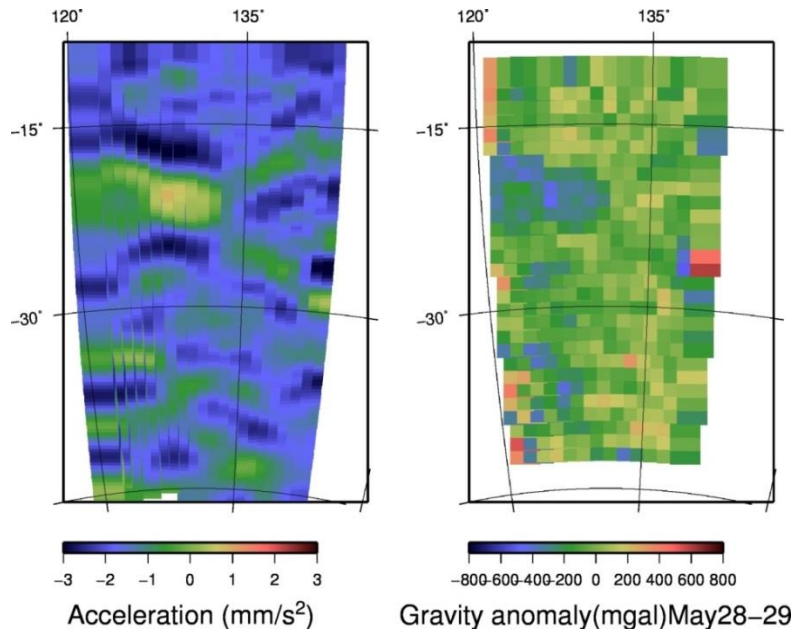 120° 135° 120° 135°
−15° −15°
−30° −30°
−3 −2 −1 0 1 2 3 −800−600−400−200 0 200 400 600 800
Acceleration (mm/s²) Gravity anomaly(mgal)May28−29